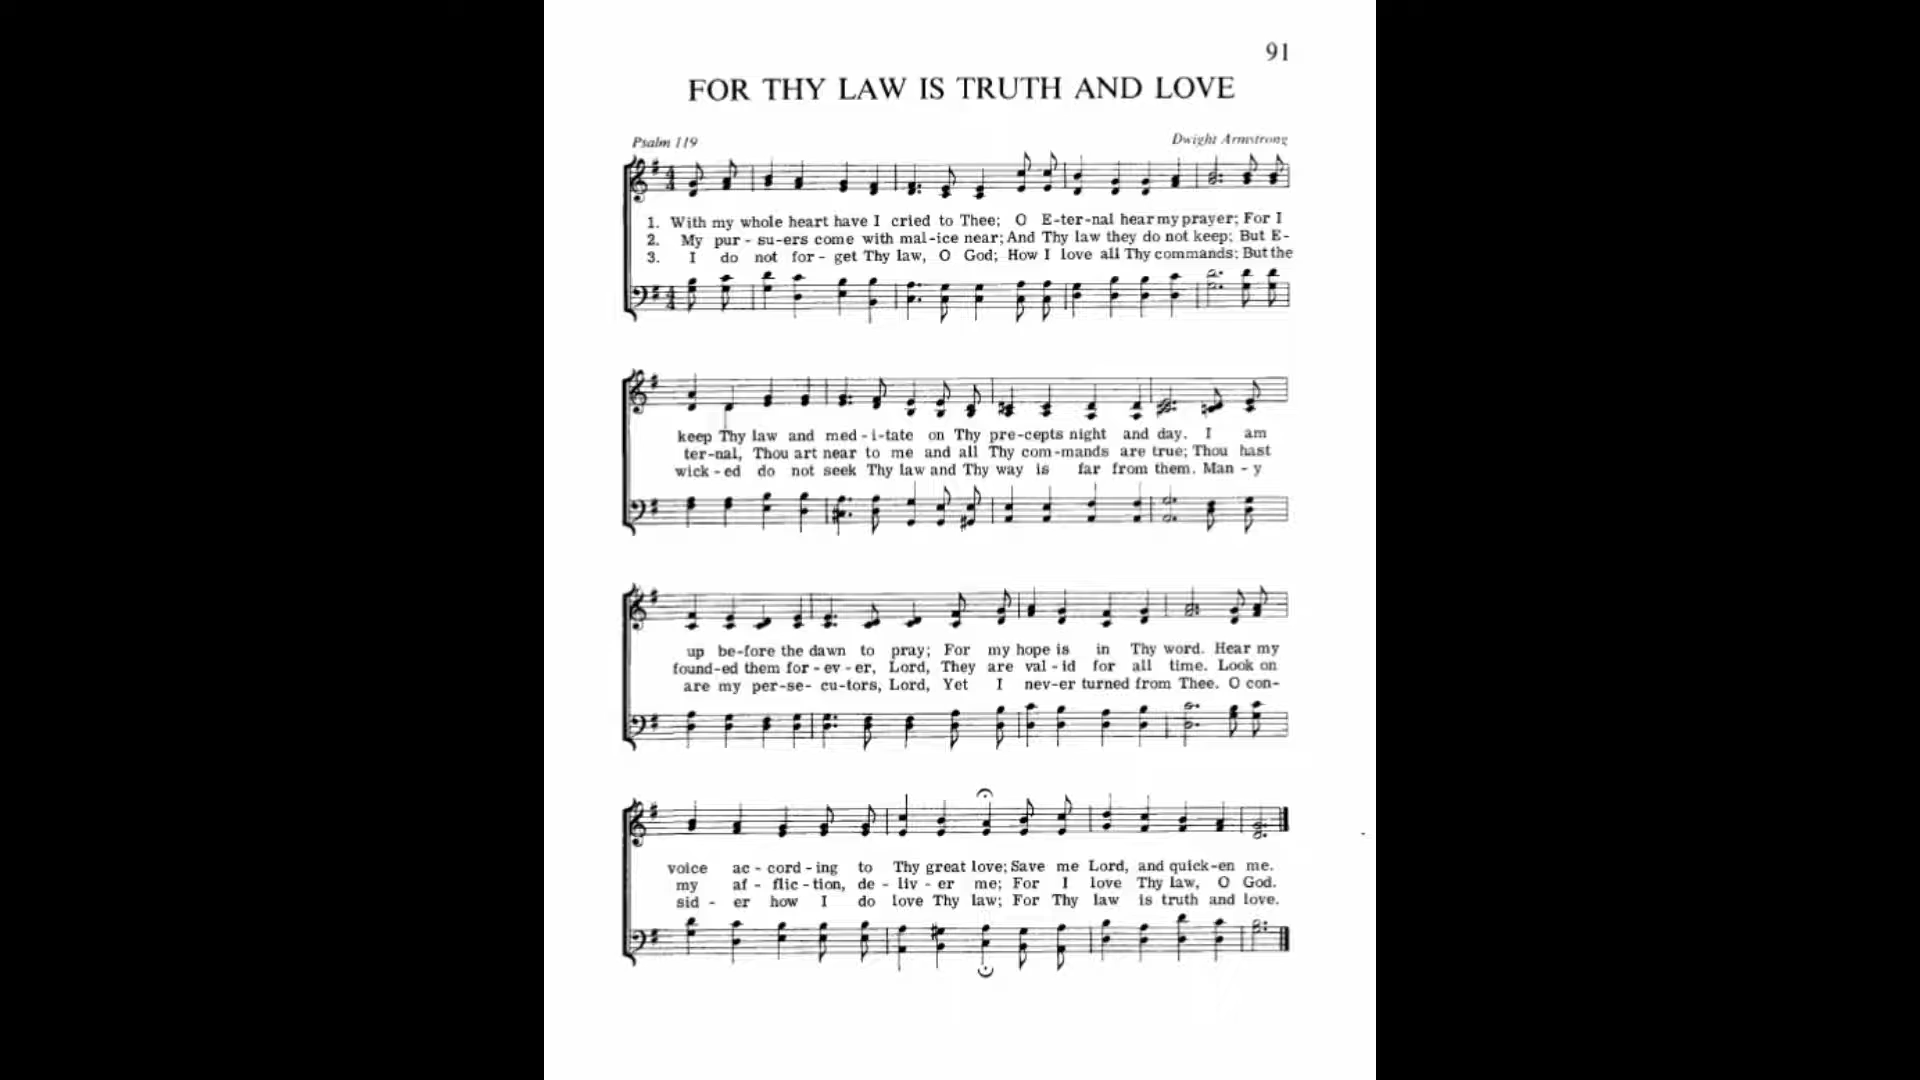 91
FOR THY LAW IS TRUTH AND LOVE
Psalm 119
Dwight Armstrong
1. With my whole heart have I cried to Thee; O E-ter-nal hear my prayer; For I
2. My pur - su-ers come with mal-ice near; And Thy law they do not keep; But E-
3. I do not for - get Thy law, O God; How I love all Thy commands; But the
keep Thy law and med - i-tate on Thy pre-cepts night and day. I am
ter-nal, Thou art near to me and all Thy com-mands are true; Thou hast
wick - ed do not seek Thy law and Thy way is far from them. Man - y
up be-fore the dawn to pray; For my hope is in Thy word. Hear my
found-ed them for - ev - er, Lord, They are val - id for all time. Look on
are my per-se- cu-tors, Lord, Yet I nev-er turned from Thee. O con-
voice ac - cord - ing to Thy great love; Save me Lord, and quick-en me.
my af - flic - tion, de - liv - er me; For I love Thy law, O God.
sid - er how I do love Thy law; For Thy law is truth and love.